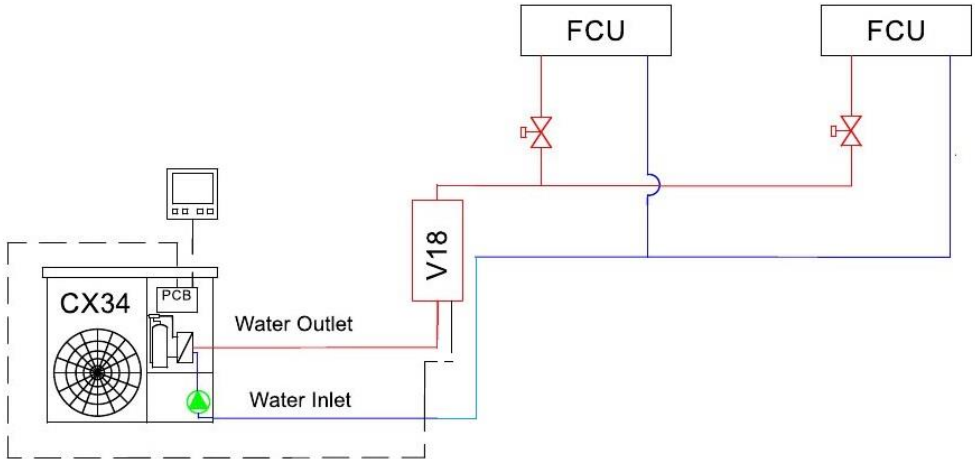 FCU
FCU
V18
PCB
CX34
Water Outlet
Water Inlet